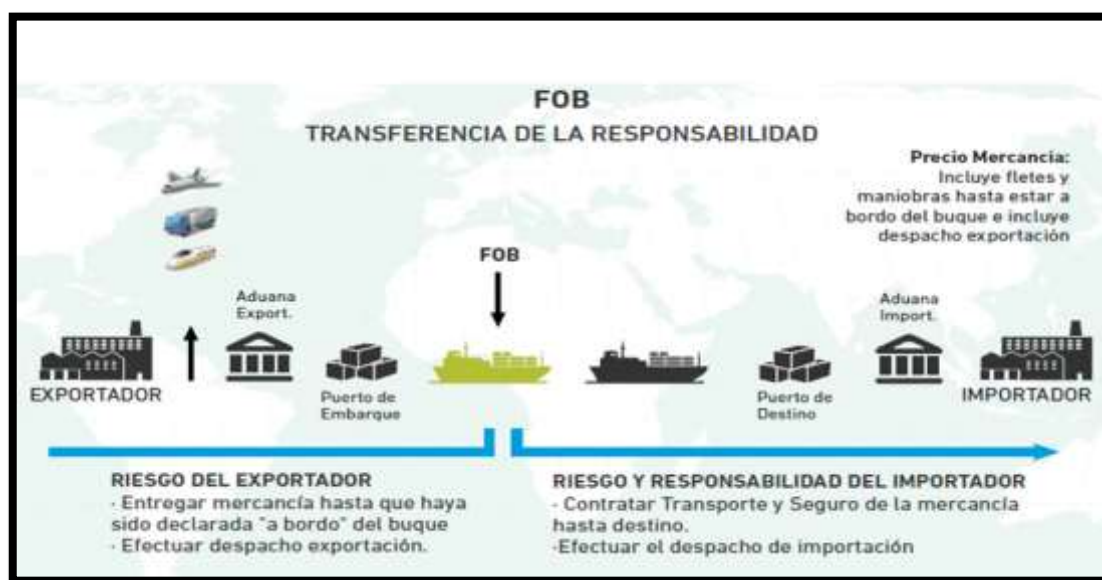 FOB
TRANSFERENCIA DE LA RESPONSABILIDAD
Precio Mercancía:
Incluye fletes y
maniobras hasta estar a
bordo del buque e incluye
despacho exportación
FOB
Aduana
Export.
Aduana
Import.
EXPORTADOR
Puerto de
Embarque
Puerto de
Destino
IMPORTADOR
RIESGO DEL EXPORTADOR
· Entregar mercancía hasta que haya
sido declarada "a bordo" del buque
· Efectuar despacho exportación.
RIESGO Y RESPONSABILIDAD DEL IMPORTADOR
· Contratar Transporte y Seguro de la mercancía
hasta destino.
·Efectuar el despacho de importación